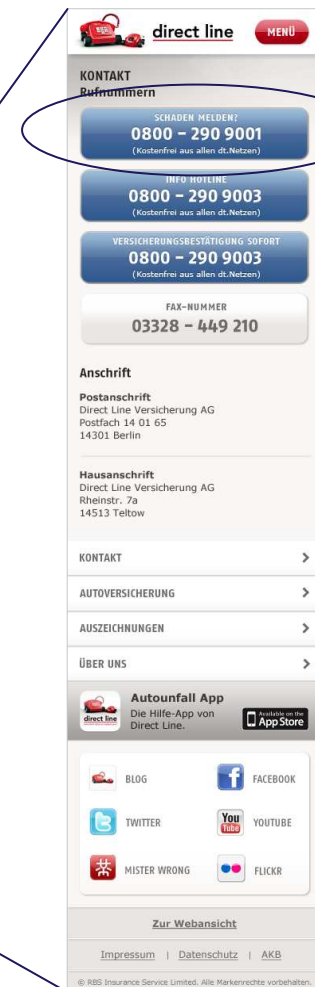 direct line
MENÜ
KONTAKT
Rufnummern
SCHADEN MELDEN?
0800 – 290 9001
(Kostenfrei aus allen dt.Netzen)
INFO HOTLINE
0800 – 290 9003
(Kostenfrei aus allen dt.Netzen)
VERSICHERUNGSBESTÄTIGUNG SOFORT
0800 – 290 9003
(Kostenfrei aus allen dt.Netzen)
FAX-NUMMER
03328 – 449 210
Anschrift
Postanschrift
Direct Line Versicherung AG
Postfach 14 01 65
14301 Berlin
Hausanschrift
Direct Line Versicherung AG
Rheinstr. 7a
14513 Teltow
KONTAKT
AUTOVERSICHERUNG
AUSZEICHNUNGEN
ÜBER UNS
direct line
Autounfall App
Die Hilfe-App von
Direct Line.
Available on the
App Store
BLOG
FACEBOOK
TWITTER
You
Tube
YOUTUBE
MISTER WRONG
FLICKR
Zur Webansicht
Impressum | Datenschutz | AKB
© RBS Insurance Service Limited. Alle Markenrechte vorbehalten.